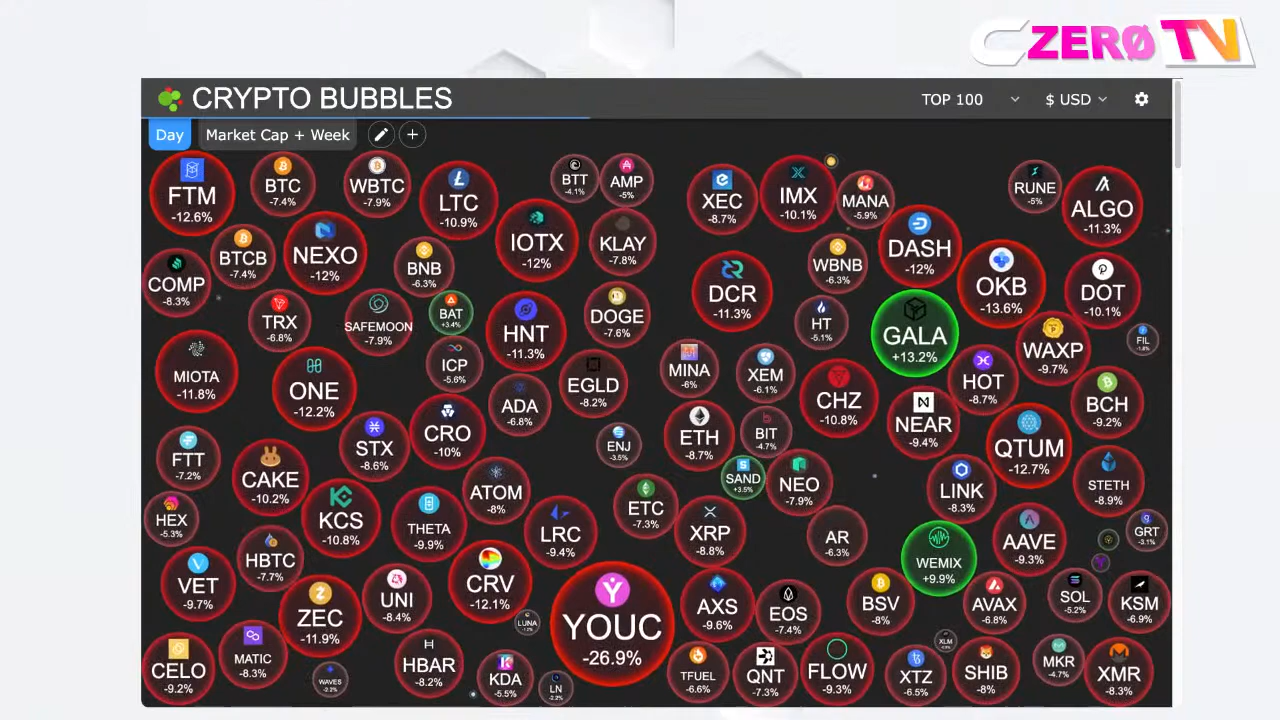 CZERØ TV
CRYPTO BUBBLES
TOP 100
$ USD
Day
Market Cap + Week
FTM
-12.6%
BTC
-7.4%
WBTC
-7.9%
LTC
-10.9%
BTT
-4.1%
AMP
-5%
XEC
-8.7%
IMX
-10.1%
MANA
-5.9%
RUNE
-5%
ALGO
-11.3%
COMP
-8.3%
BTCB
-7.4%
NEXO
-12%
BNB
-6.3%
IOTX
-12%
KLAY
-7.8%
DCR
-11.3%
WBNB
-6.3%
DASH
-12%
OKB
-13.6%
DOT
-10.1%
TRX
-6.8%
SAFEMOON
-7.9%
BAT
+3.4%
HNT
-11.3%
DOGE
-7.6%
HT
-5.1%
GALA
+13.2%
WAXP
-9.7%
FIL
-1.8%
MIOTA
-11.8%
ONE
-12.2%
ICP
-5.6%
ADA
-6.8%
EGLD
-8.2%
MINA
-6%
XEM
-6.1%
CHZ
-10.8%
HOT
-8.7%
BCH
-9.2%
FTT
-7.2%
STX
-8.6%
CRO
-10%
ENJ
-3.5%
ETH
-8.7%
BIT
-4.7%
NEAR
-9.4%
QTUM
-12.7%
CAKE
-10.2%
ATOM
-8%
SAND
+3.5%
NEO
-7.9%
LINK
-8.3%
STETH
-8.9%
HEX
-5.3%
KCS
-10.8%
THETA
-9.9%
LRC
-9.4%
ETC
-7.3%
XRP
-8.8%
AR
-6.3%
AAVE
-9.3%
GRT
-3.1%
HBTC
-7.7%
WEMIX
+9.9%
VET
-9.7%
ZEC
-11.9%
UNI
-8.4%
CRV
-12.1%
LUNA
YOUC
-26.9%
AXS
-9.6%
EOS
-7.4%
BSV
-8%
AVAX
-6.8%
SOL
-5.2%
KSM
-6.9%
CELO
-9.2%
MATIC
-8.3%
WAVES
-2.2%
HBAR
-8.2%
KDA
-5.5%
LN
-2.2%
TFUEL
-6.6%
QNT
-7.3%
FLOW
-9.3%
XTZ
-6.5%
XLM
SHIB
-8%
MKR
-4.7%
XMR
-8.3%